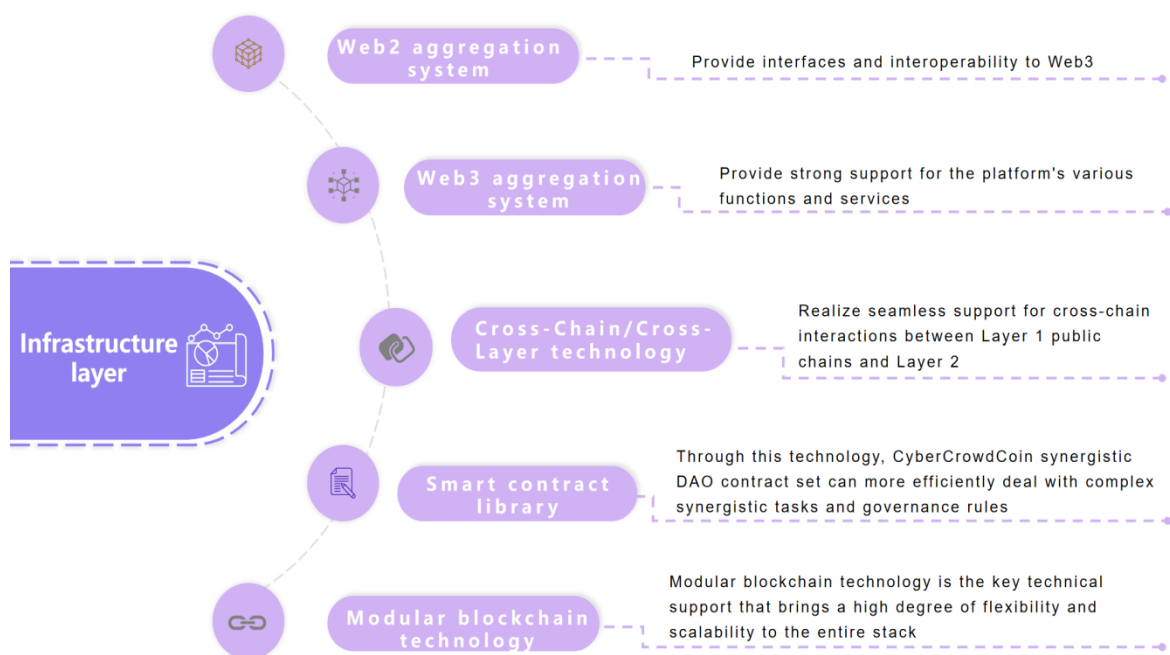 Web2 aggregation
system
Provide interfaces and interoperability to Web3
Web3 aggregation
system
Provide strong support for the platform's various
functions and services
Infrastructure
layer
Cross-Chain/Cross-
Layer technology
Realize seamless support for cross-chain
interactions between Layer 1 public
chains and Layer 2
Smart contract
library
Through this technology, CyberCrowdCoin synergistic
DAO contract set can more efficiently deal with complex
synergistic tasks and governance rules
Modular blockchain
technology
Modular blockchain technology is the key technical
support that brings a high degree of flexibility and
scalability to the entire stack